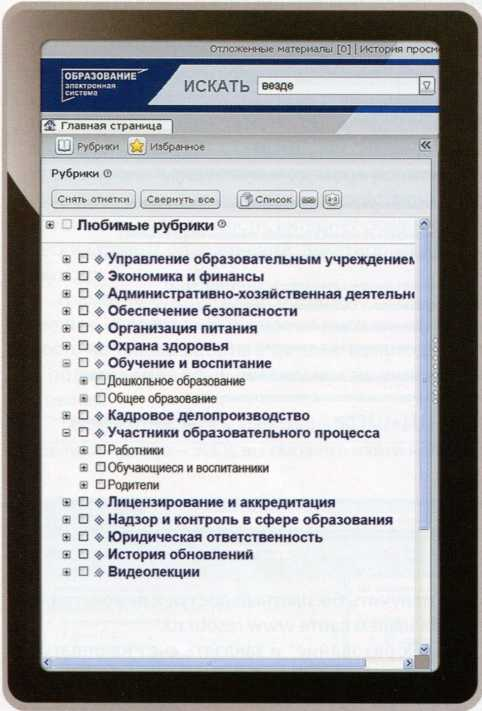 Отложенные материалы [0] | История просм
ОБРАЗОВАНИЕ
электронная
система
ИСКАТЬ везде
Главная страница
Рубрики Избранное
Рубрики
Снять отметки Свернуть все Список
Любимые рубрики
Управление образовательным учреждением
Экономика и финансы
Административно-хозяйственная деятельно
Обеспечение безопасности
Организация питания
Охрана здоровья
Обучение и воспитание
Дошкольное образование
Общее образование
Кадровое делопроизводство
Участники образовательного процесса
Работники
Обучающиеся и воспитанники
Родители
Лицензирование и аккредитация
Надзор и контроль в сфере образования
Юридическая ответственность
История обновлений
Видеолекции